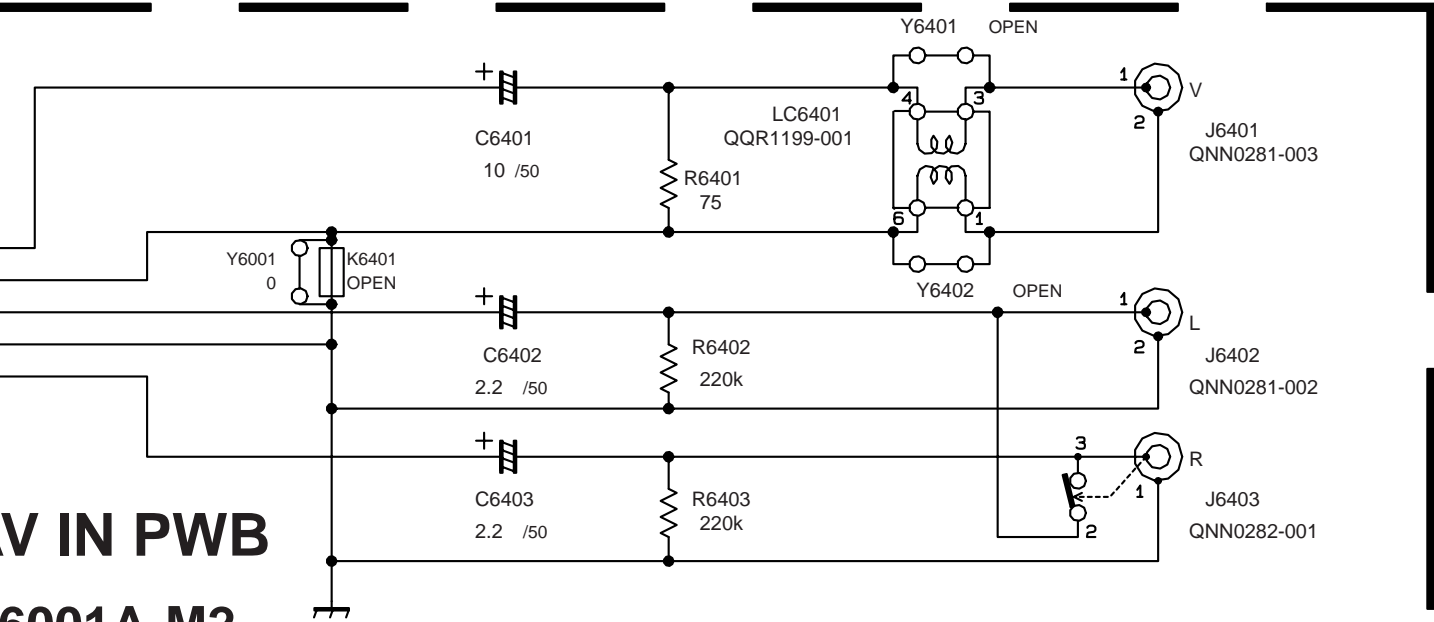 Y6401 OPEN
+ 1 V
4 3
LC6401
QQR1199-001
2
C6401
J6401
QNN0281-003
10 /50
R6401
75
6 1
Y6001
0
K6401
OPEN
+
Y6402 OPEN
1 L
C6402
R6402
2
J6402
2.2 /50
220k
QNN0281-002
+
3
R
C6403
R6403
1
J6403
2.2 /50
220k
2
QNN0282-001
V IN PWB